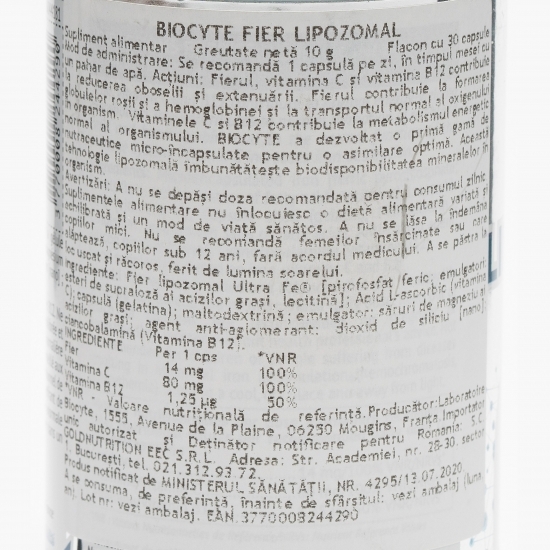 BIOCYTE FIER LIPOZOMAL
Supliment alimentar Greutate netă 10 g Flacon cu 30 capsule
Mod de administrare: Se recomandă 1 capsulă pe zi, în timpul mesei cu
un pahar de apă. Acțiuni: Fierul, vitamina C si vitamina B12 contribuie
la reducerea oboselii și extenuării. Fierul contribuie la formarea
globulelor roșii și a hemoglobinei și la transportul normal al oxigenului
în organism. Vitaminele C și B12 contribuie la metabolismul energetic
normal al organismului. BIOCYTE a dezvoltat o primă gamă de
nutraceutice micro-încapsulate pentru o asimilare optimă. Această
tehnologie lipozomală îmbunătățește biodisponibilitatea mineralelor în
organism.
Avertizări: A nu se depăși doza recomandată pentru consumul zilnic
Suplimentele alimentare nu înlocuiesc o dietă alimentară variată și
echilibrată și un mod de viață sănătos. A nu se lăsa la îndemâna
copiilor mici. Nu se recomandă femeilor însărcinate sau care
alăptează, copiilor sub 12 ani, fară acordul medicului. A se păstra la
loc uscat și răcoros, ferit de lumina soarelui.
Ingrediente: Fier lipozomal Ultra Fe® [pirofosfat feric, emulgatori:
esteri de sucraloză ai acizilor grași, lecitină]; Acid L-ascorbic (vitamina
C); capsulă (gelatina); maltodextrină; emulgator: săruri de magneziu ai
acizilor grași; agent anti-aglomerant: dioxid de siliciu [nano];
cianocobalamină (Vitamina B12).
INGREDIENTE Per 1 cps *VNR
Fier 14 mg 100%
Vitamina C 80 mg 100%
Vitamina B12 1,25 µg 50%
*VNR - Valoare nutrițională de referință. Producător: Laboratoire
Biocyte, 1555, Avenue de la Plaine, 06250 Mougins, Franța. Importator
unic autorizat și Deținător notificare pentru Romania: S.C.
GOLDNUTRITION EEC S.R.L. Adresa: Str. Academiei, nr. 28-30, sector
1, Bucuresti, tel. 021.312.93 72.
Produs notificat de MINISTERUL SĂNĂTĂȚII, NR. 4295/13.07.2020
A se consuma, de preferință, înainte de sfârșitul: vezi ambalaj (luna,
an). Lot nr: vezi ambalaj. EAN.3770008244290